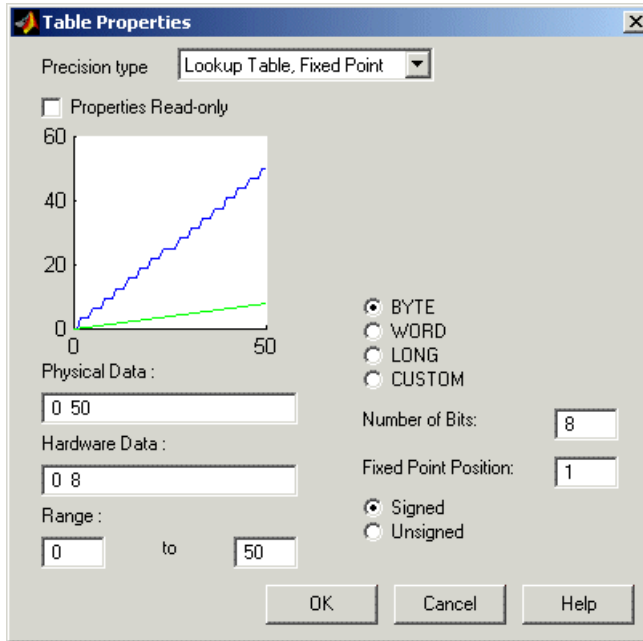 Table Properties
Precision type
Lookup Table, Fixed Point
Properties Read-only
60
40
20
0
0 50
Physical Data :
0 50
Hardware Data :
0 8
Range :
0 to 50
BYTE
WORD
LONG
CUSTOM
Number of Bits: 8
Fixed Point Position: 1
Signed
Unsigned
OK Cancel Help